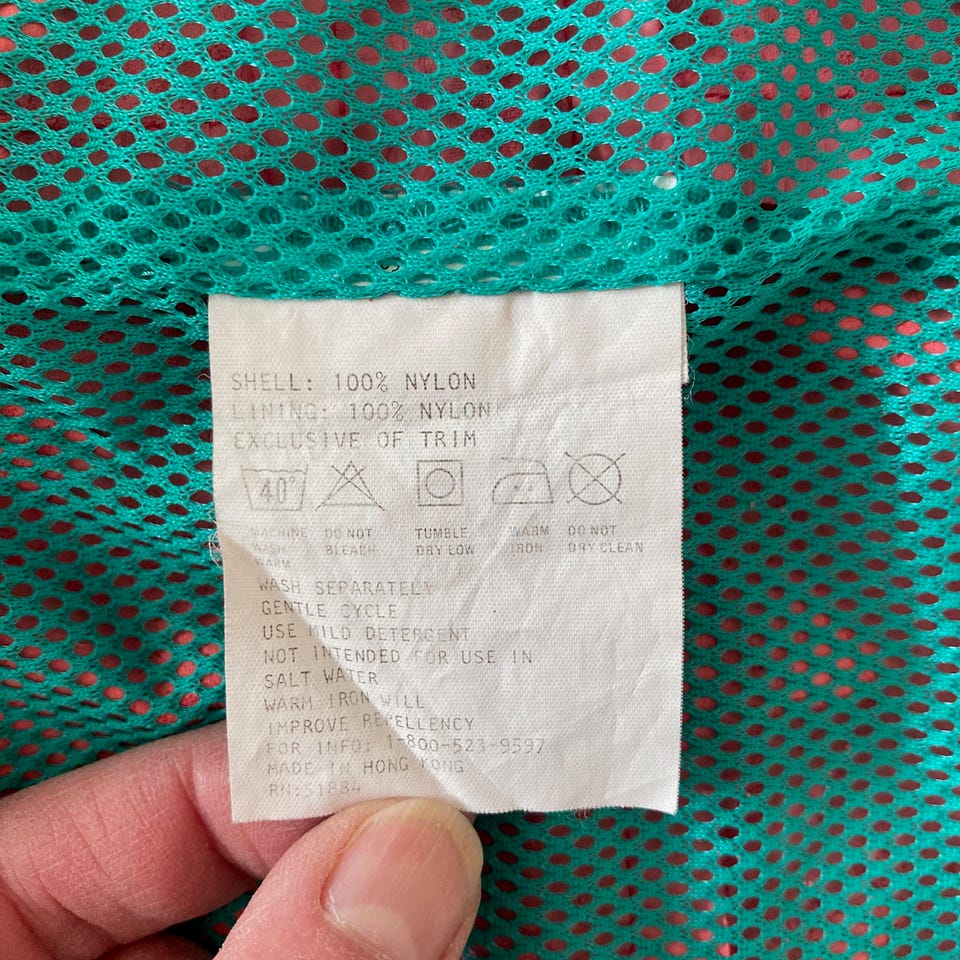 SHELL: 100% NYLON
LINING: 100% NYLON
EXCLUSIVE OF TRIM
40°
MACHINE WASH WARM
DO NOT BLEACH
TUMBLE DRY LOW
WARM IRON
DO NOT DRY CLEAN
WASH SEPARATELY
GENTLE CYCLE
USE MILD DETERGENT
NOT INTENDED FOR USE IN
SALT WATER
WARM IRON WILL
IMPROVE REPELLENCY
FOR INFO: 1-800-523-9597
MADE IN HONG KONG
RN:51884